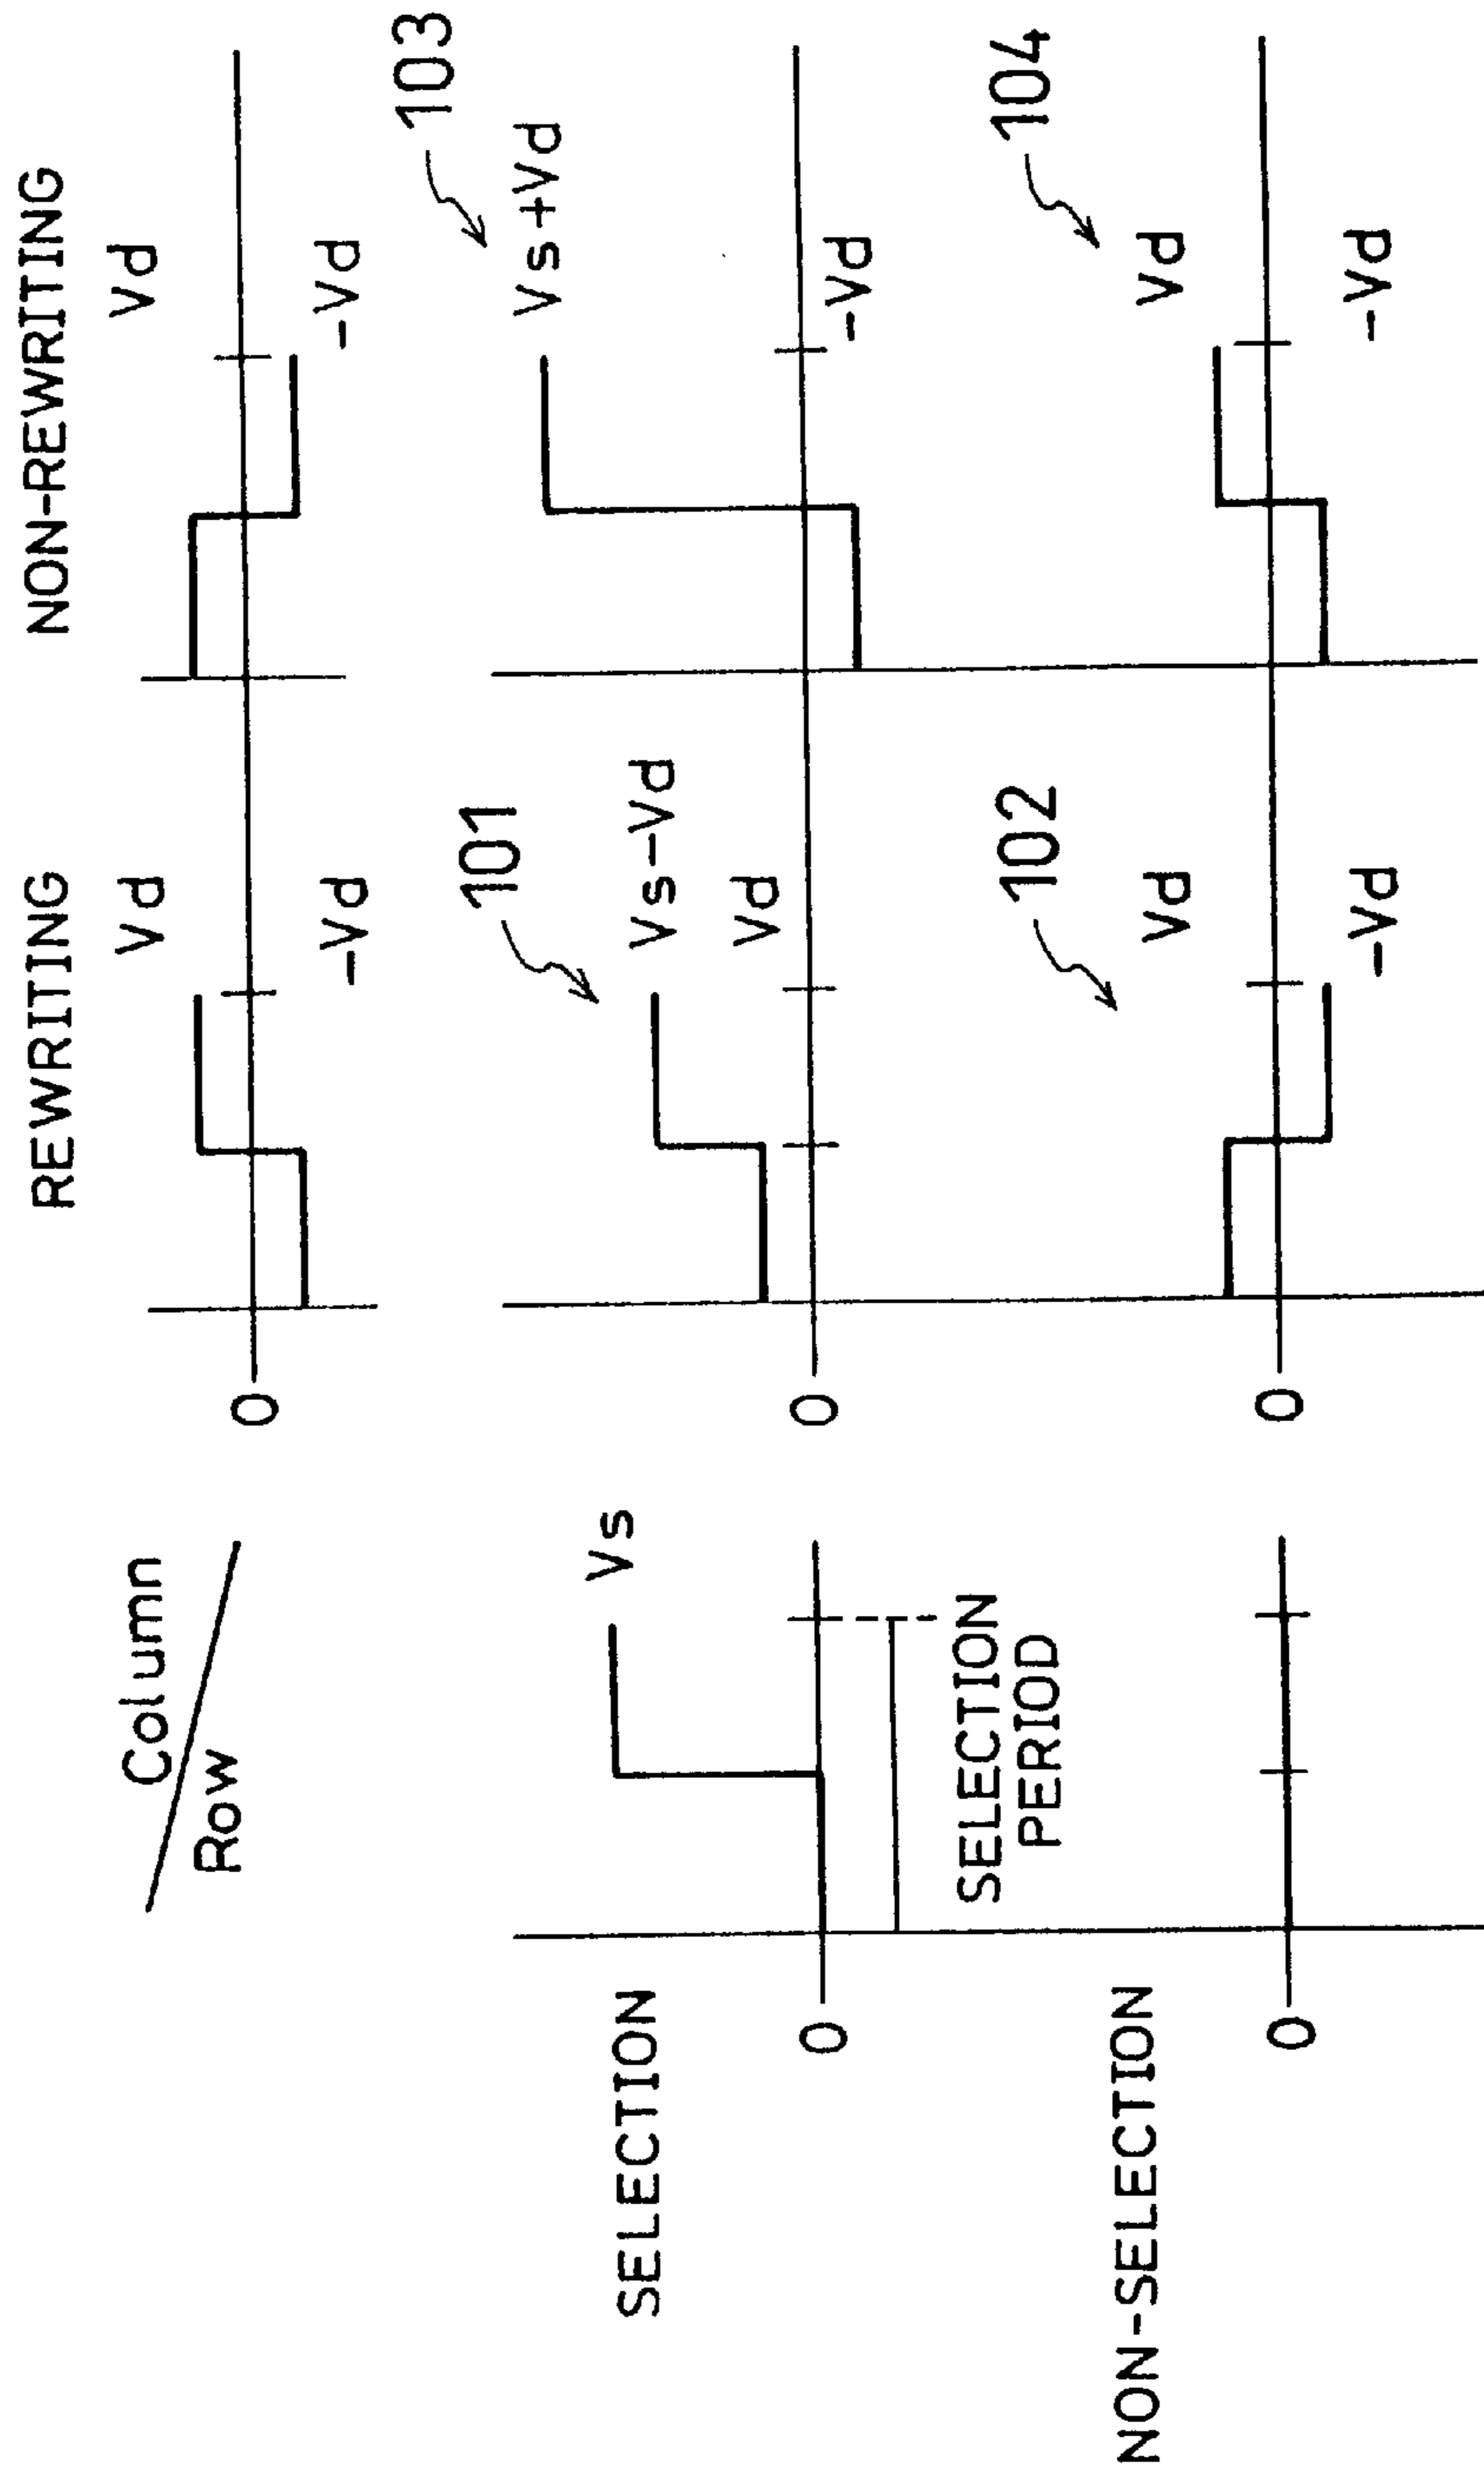 REWRITING
NON-REWRITING
Column
Row
Vd
Vd
0
-Vd
-Vd
101
103
Vs
Vs-Vd
Vs+Vd
SELECTION
Vd
0
0
-Vd
SELECTION
PERIOD
102
104
Vd
Vd
NON-SELECTION
0
0
-Vd
-Vd